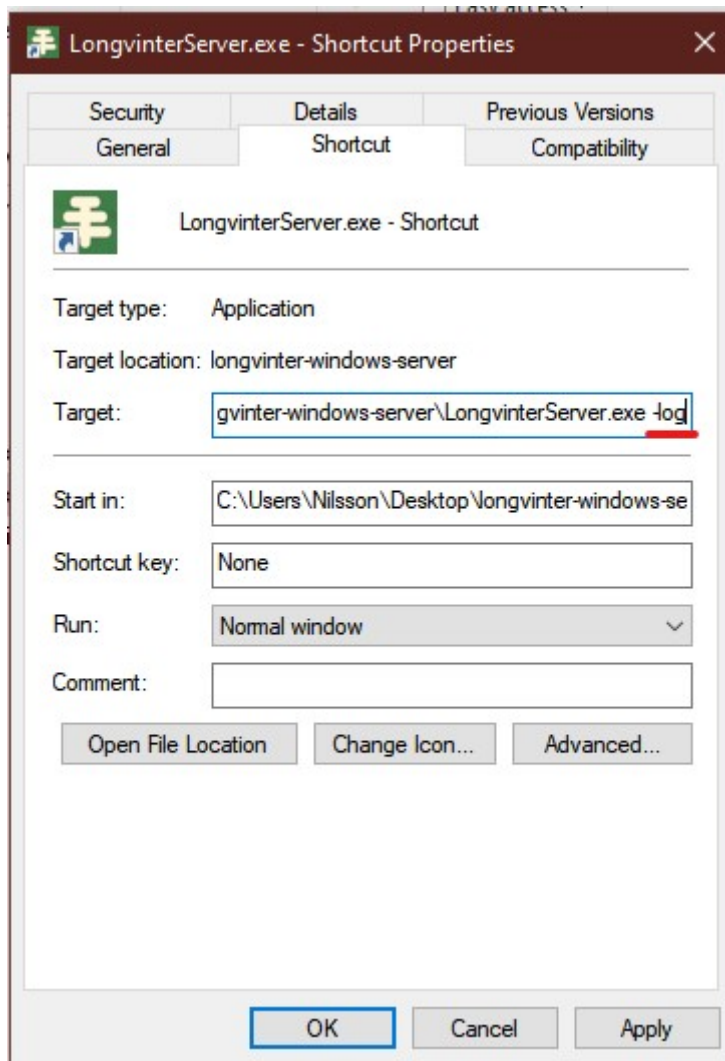 LongvinterServer.exe - Shortcut Properties
Security Details Previous Versions
General Shortcut Compatibility
LongvinterServer.exe - Shortcut
Target type: Application
Target location: longvinter-windows-server
Target: gvinter-windows-server\LongvinterServer.exe -log
Start in: C:\Users\Nilsson\Desktop\longvinter-windows-se
Shortcut key: None
Run: Normal window
Comment:
Open File Location Change Icon... Advanced...
OK Cancel Apply